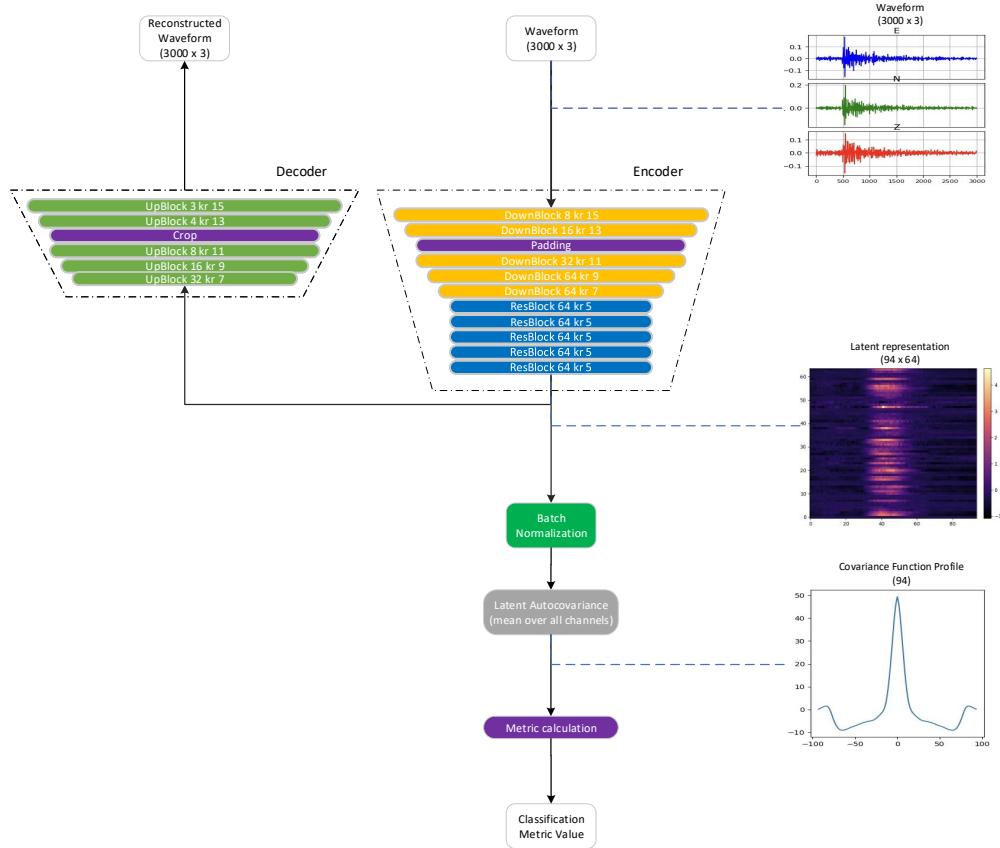 Reconstructed
Waveform
(3000 x 3)
Waveform
(3000 x 3)
Waveform
(3000 x 3)
E
0.1
0.0
−0.1
N
0.2
0.0
Z
0.1
0.0
−0.1
0 500 1000 1500 2000 2500 3000
Decoder
UpBlock 3 kr 15
UpBlock 4 kr 13
Crop
UpBlock 8 kr 11
UpBlock 16 kr 9
UpBlock 32 kr 7
Encoder
DownBlock 8 kr 15
DownBlock 16 kr 13
Padding
DownBlock 32 kr 11
DownBlock 64 kr 9
DownBlock 64 kr 7
ResBlock 64 kr 5
ResBlock 64 kr 5
ResBlock 64 kr 5
ResBlock 64 kr 5
ResBlock 64 kr 5
Latent representation
(94 x 64)
60
50
40
30
20
10
0
0 20 40 60 80
4
3
2
1
0
Batch
Normalization
Latent Autocovariance
(mean over all channels)
Covariance Function Profile
(94)
50
40
30
20
10
0
−10
−100 −50 0 50 100
Metric calculation
Classification
Metric Value